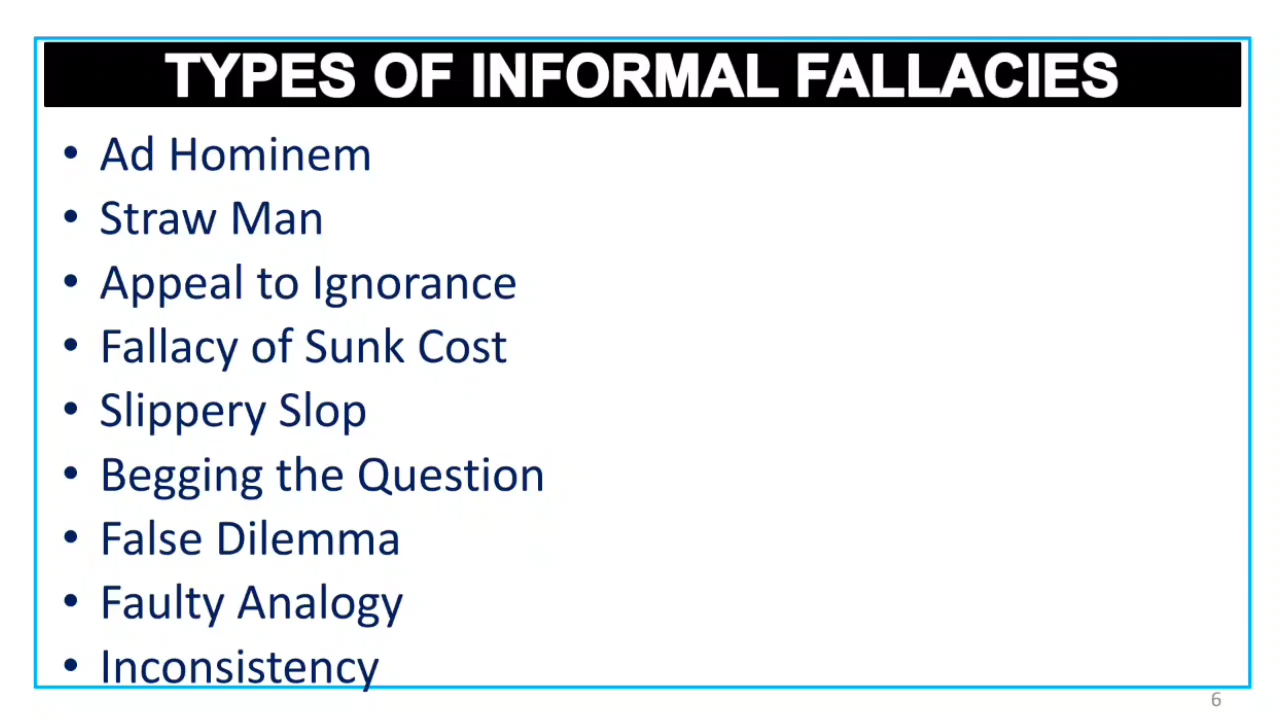 TYPES OF INFORMAL FALLACIES
• Ad Hominem
• Straw Man
• Appeal to Ignorance
• Fallacy of Sunk Cost
• Slippery Slop
• Begging the Question
• False Dilemma
• Faulty Analogy
• Inconsistency
6